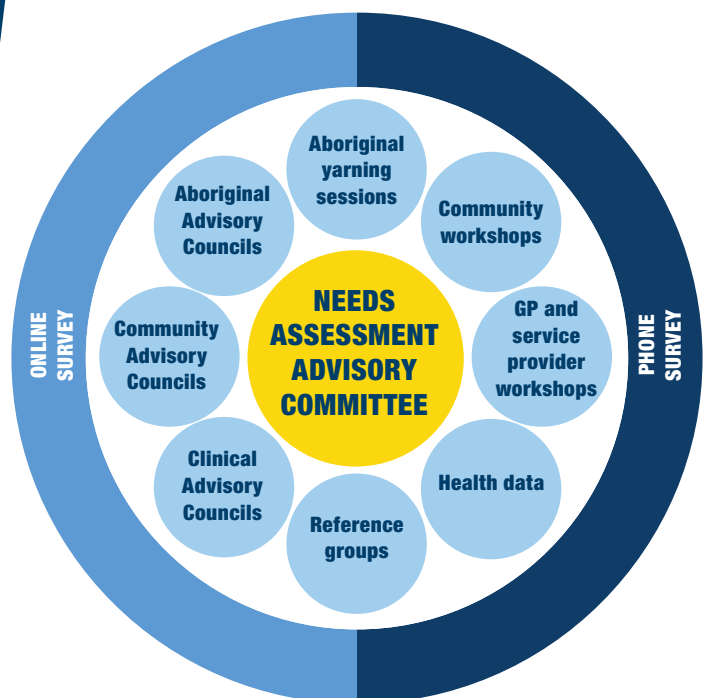 Aboriginal
yarning
sessions
Aboriginal
Advisory
Councils
Community
workshops
NEEDS
ASSESSMENT
ADVISORY
COMMITTEE
GP and
service
provider
workshops
Community
Advisory
Councils
ONLINE
SURVEY
PHONE
SURVEY
Clinical
Advisory
Councils
Health data
Reference
groups